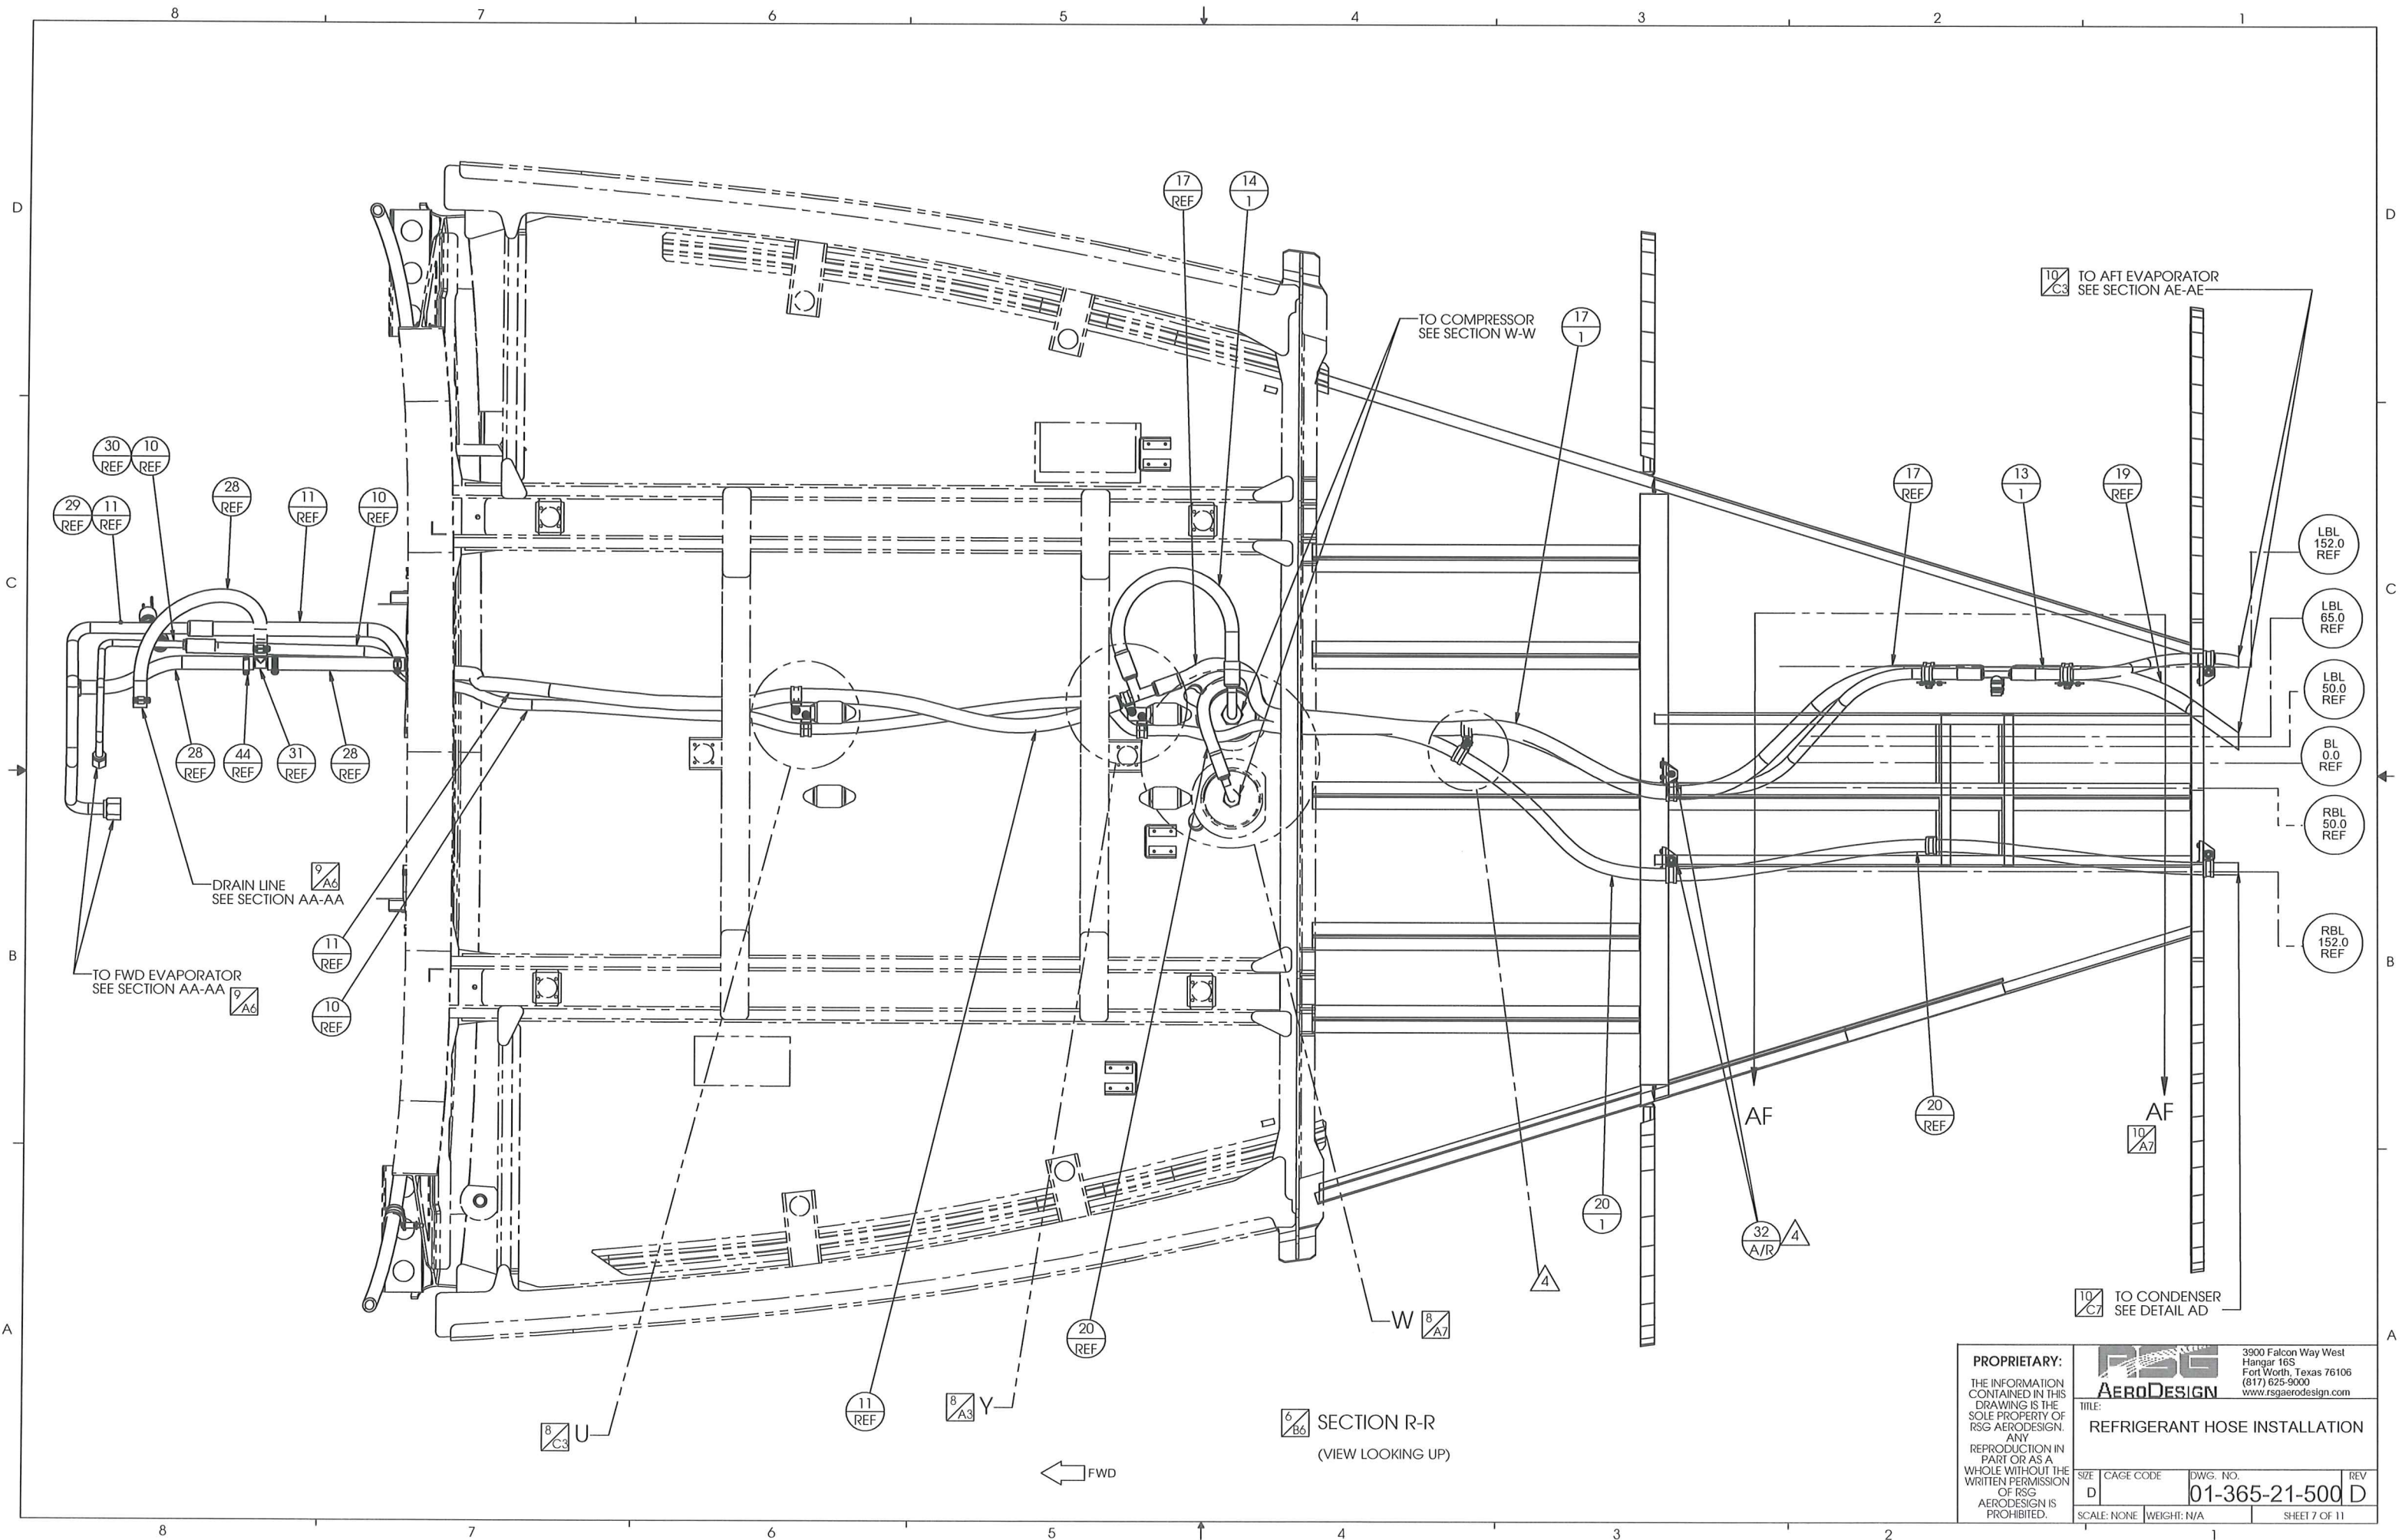 8 7 6 5 4 3 2 1
D
D
17
REF
14
1
10
C3
TO AFT EVAPORATOR
SEE SECTION AE-AE
TO COMPRESSOR
SEE SECTION W-W
17
1
30
REF
10
REF
29
REF
11
REF
28
REF
11
REF
10
REF
17
REF
13
1
19
REF
LBL
152.0
REF
C
C
LBL
65.0
REF
LBL
50.0
REF
BL
0.0
REF
RBL
50.0
REF
RBL
152.0
REF
28
REF
44
REF
31
REF
28
REF
DRAIN LINE
SEE SECTION AA-AA
9
A6
11
REF
B
B
TO FWD EVAPORATOR
SEE SECTION AA-AA
9
A6
10
REF
AF
20
REF
AF
10
A7
20
1
32
A/R
4
4
10
C7
TO CONDENSER
SEE DETAIL AD
W
8
A7
20
REF
A
A
11
REF
8
A3
Y
8
C3
U
6
B6
SECTION R-R
(VIEW LOOKING UP)
FWD
PROPRIETARY:
THE INFORMATION
CONTAINED IN THIS
DRAWING IS THE
SOLE PROPERTY OF
RSG AERODESIGN.
ANY
REPRODUCTION IN
PART OR AS A
WHOLE WITHOUT THE
WRITTEN PERMISSION
OF RSG
AERODESIGN IS
PROHIBITED.
RSG
AERODESIGN
3900 Falcon Way West
Hangar 16S
Fort Worth, Texas 76106
(817) 625-9000
www.rsgaerodesign.com
TITLE:
REFRIGERANT HOSE INSTALLATION
SIZE
D
CAGE CODE
DWG. NO.
01-365-21-500
REV
D
SCALE: NONE
WEIGHT: N/A
SHEET 7 OF 11
8 7 6 5 4 3 2 1